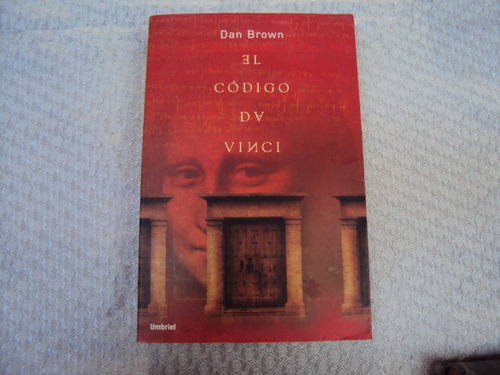 Dan Brown
EL
CÓDIGO
DA
VINCI
Umbriel